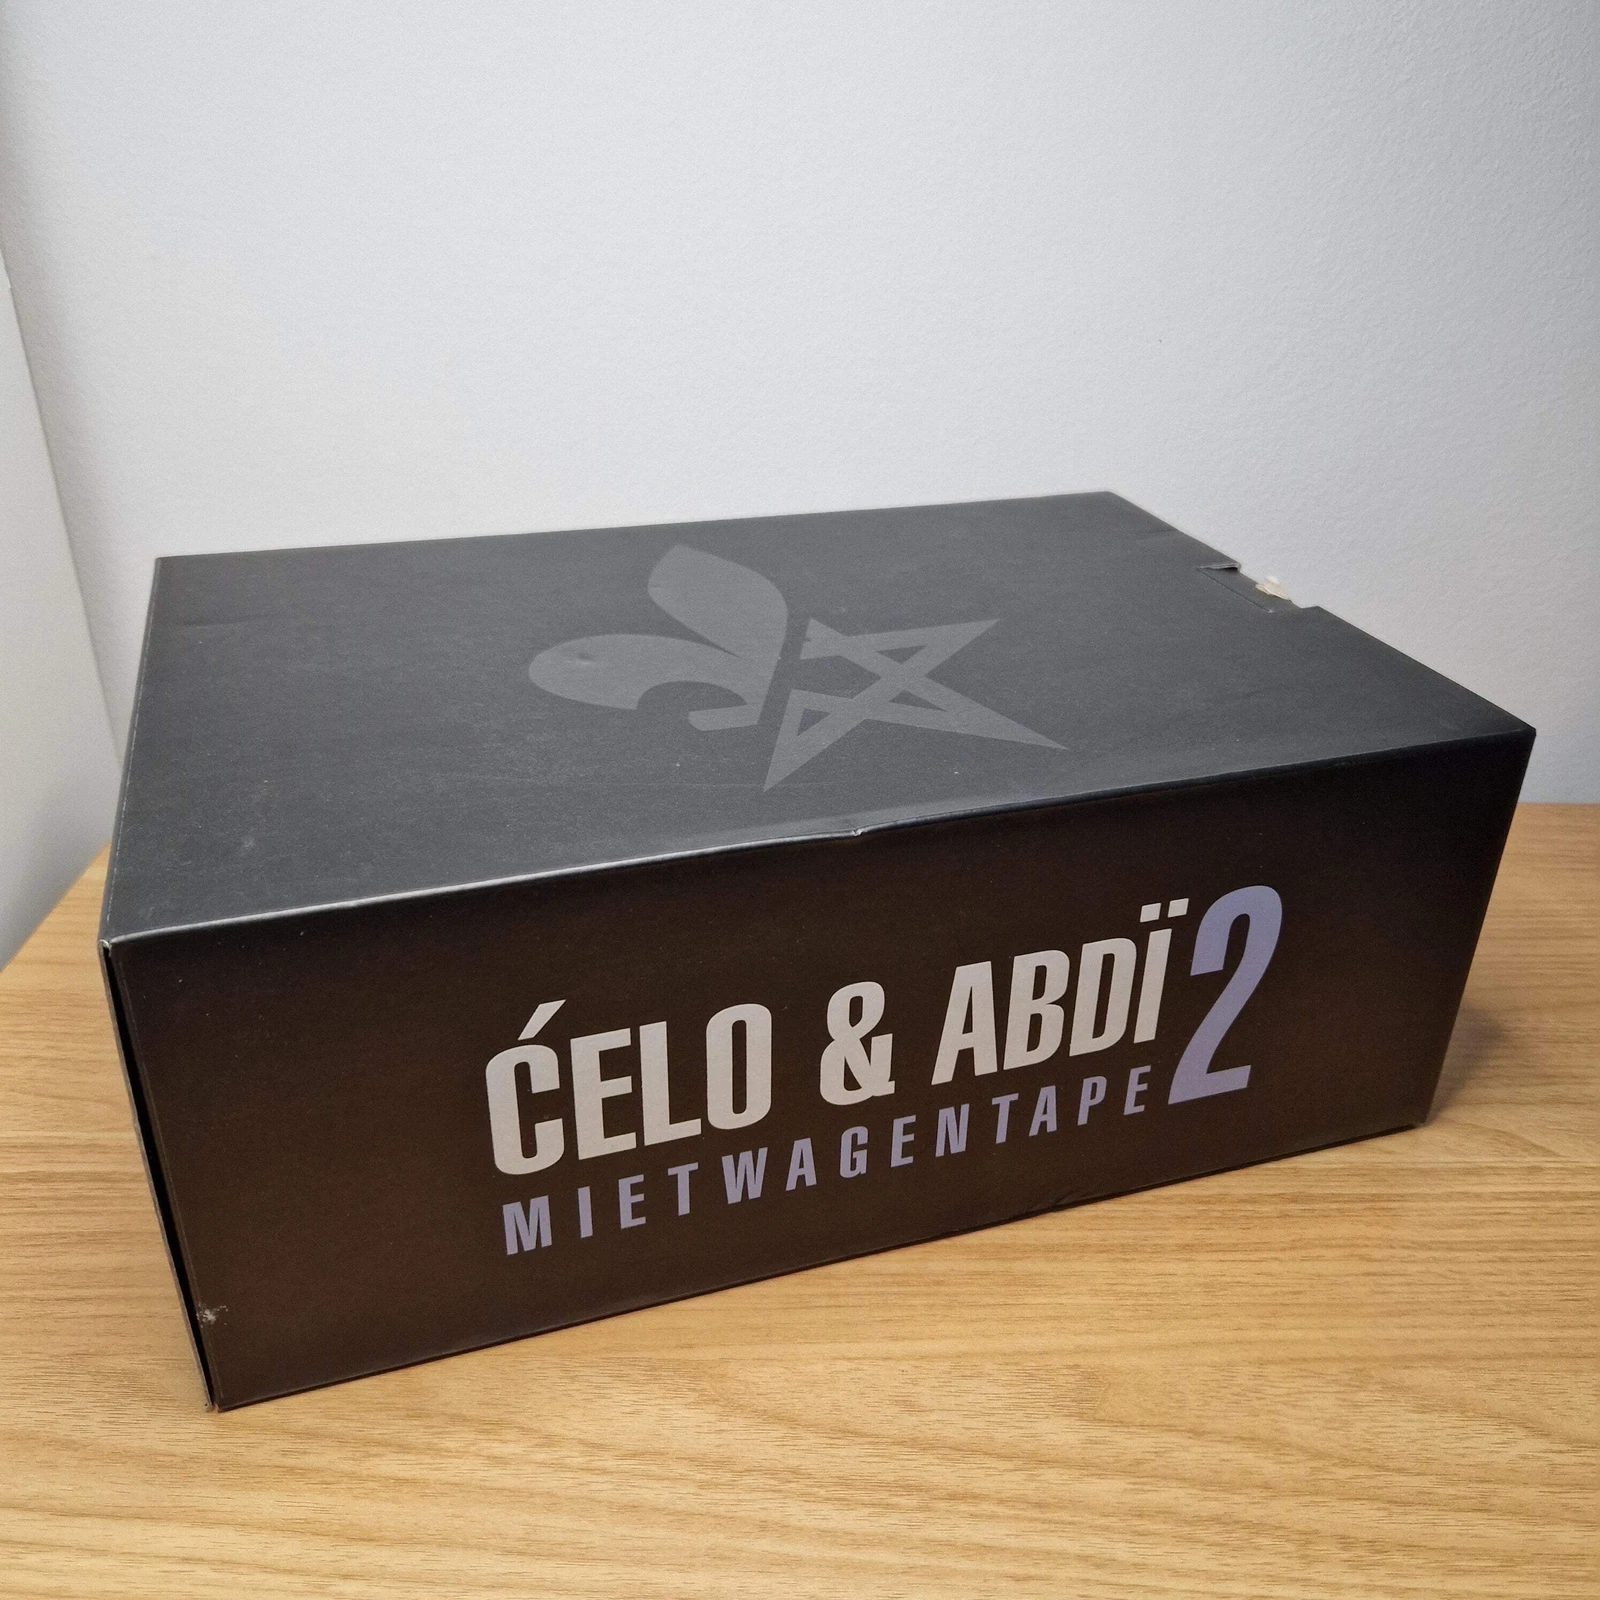 ĆELO & ABDÏ 2
MIETWAGENTAPE